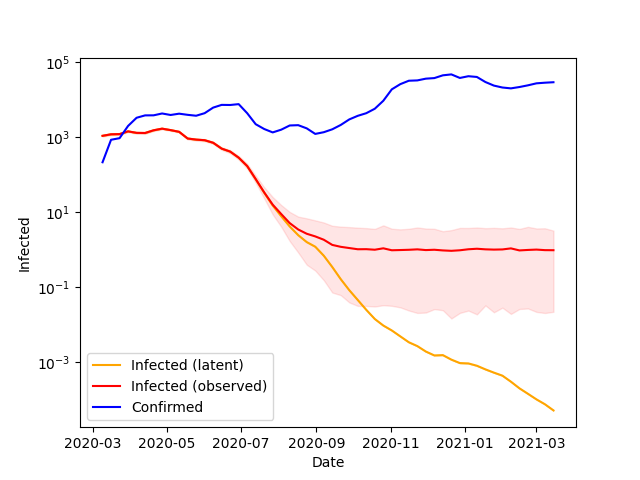 10^5
10^3
10^1
10^−1
10^−3
Infected
Infected (latent)
Infected (observed)
Confirmed
2020-03 2020-05 2020-07 2020-09 2020-11 2021-01 2021-03
Date